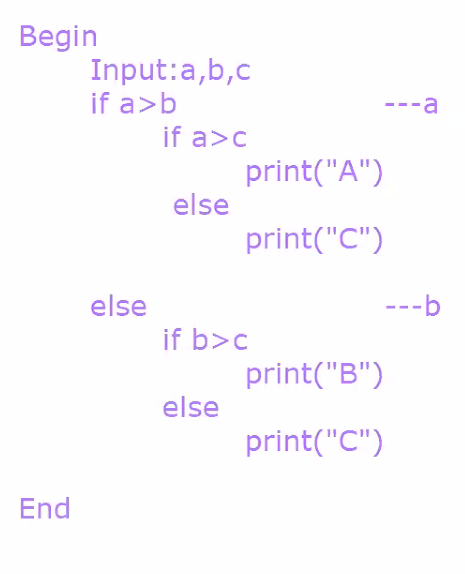 Begin
Input:a,b,c
if a>b ---a
if a>c
print("A")
else
print("C")
else ---b
if b>c
print("B")
else
print("C")
End